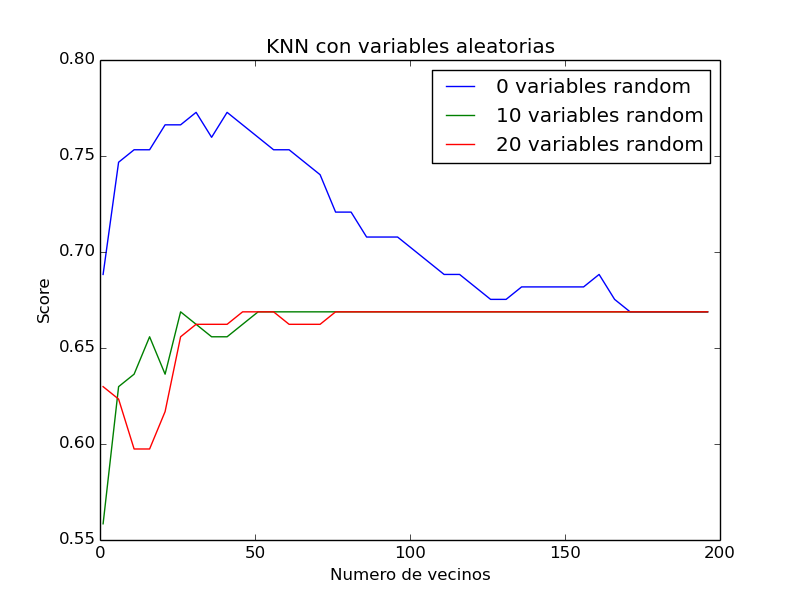 KNN con variables aleatorias
0 variables random
10 variables random
20 variables random
0.80
0.75
0.70
0.65
0.60
0.55
Score
0
50
100
150
200
Numero de vecinos